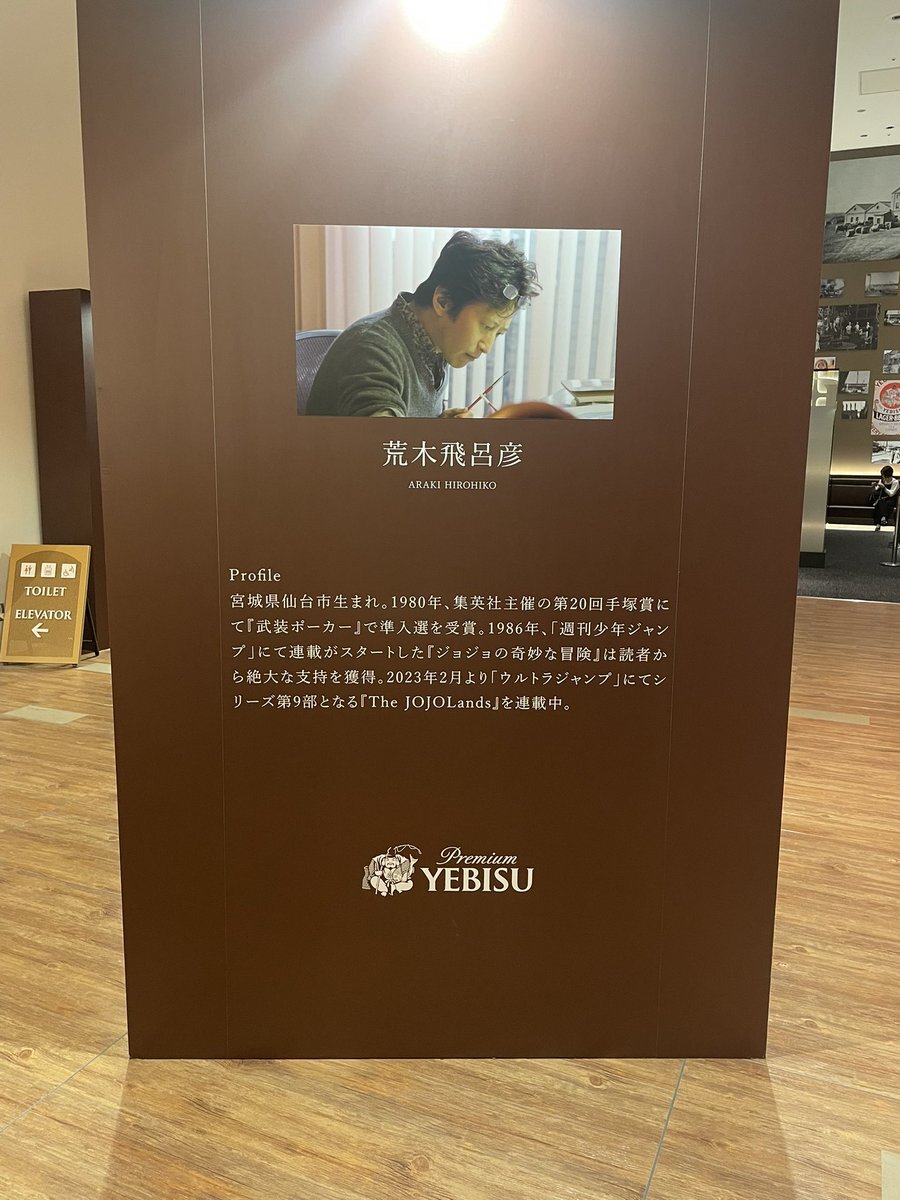 荒木飛呂彦
ARAKI HIROHIKO
Profile
宮城県仙台市生まれ。1980年、集英社主催の第20回手塚賞に
て『武装ポーカー』で準入選を受賞。1986年、「週刊少年ジャン
プ」にて連載がスタートした『ジョジョの奇妙な冒険』は読者か
ら絶大な支持を獲得。2023年2月より「ウルトラジャンプ」にてシ
リーズ第9部となる『The JOJOLands』を連載中。
Premium
YEBISU
TOILET
ELEVATOR